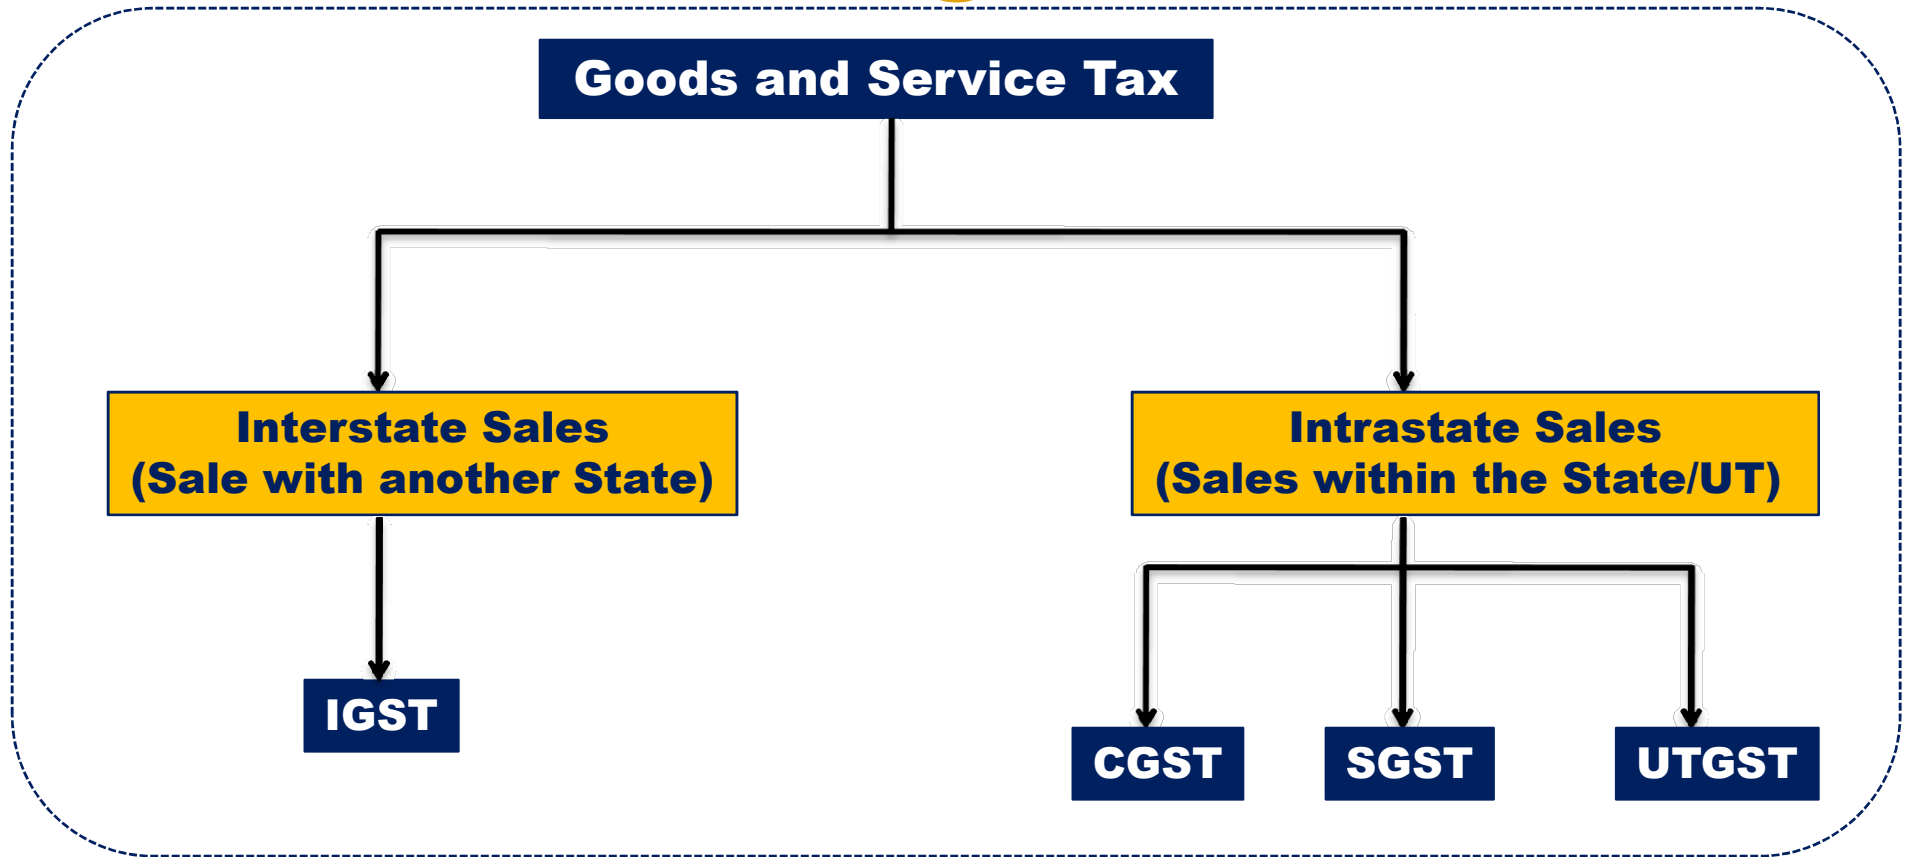 Goods and Service Tax
Interstate Sales
(Sale with another State)
Intrastate Sales
(Sales within the State/UT)
IGST
CGST
SGST
UTGST